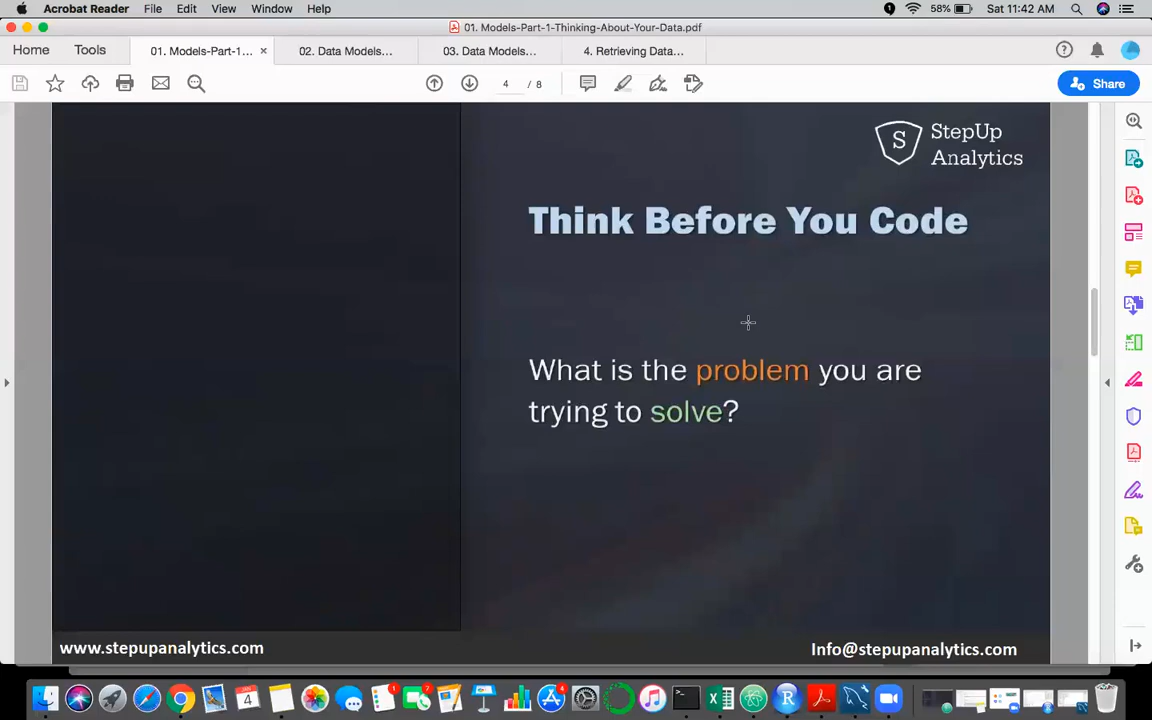 Acrobat Reader File Edit View Window Help 1 58% Sat 11:42 AM
01. Models-Part-1-Thinking-About-Your-Data.pdf
Home Tools 01. Models-Part-1... × 02. Data Models... 03. Data Models... 4. Retrieving Data...
4 / 8 Share
S StepUp
Analytics
Think Before You Code
What is the problem you are
trying to solve?
www.stepupanalytics.com Info@stepupanalytics.com